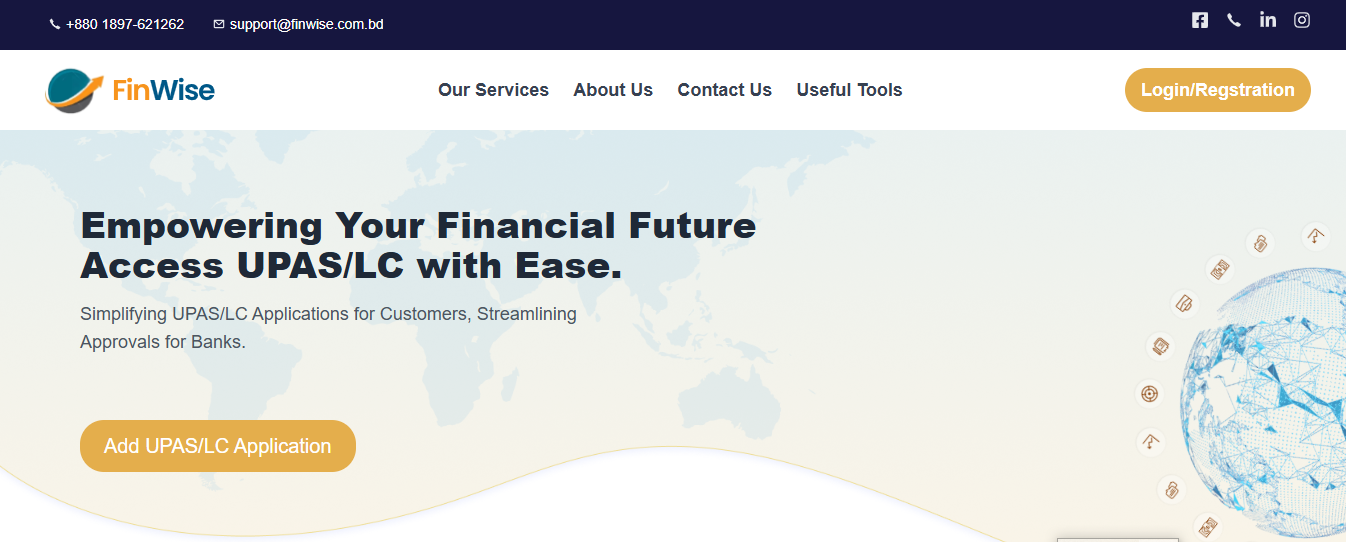 +880 1897-621262 support@finwise.com.bd
FinWise Our Services About Us Contact Us Useful Tools Login/Regstration
Empowering Your Financial Future
Access UPAS/LC with Ease.
Simplifying UPAS/LC Applications for Customers, Streamlining
Approvals for Banks.
Add UPAS/LC Application